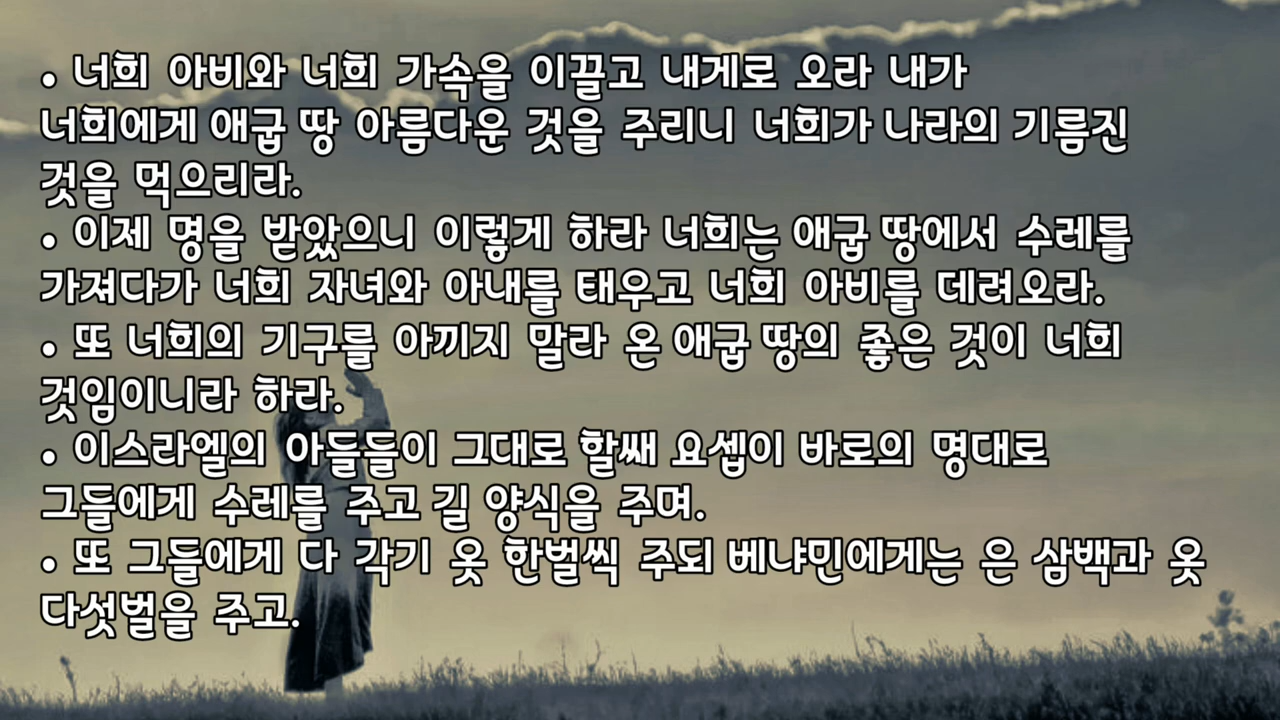 • 너희 아비와 너희 가속을 이끌고 내게로 오라 내가
너희에게 애굽 땅 아름다운 것을 주리니 너희가 나라의 기름진
것을 먹으리라.
• 이제 명을 받았으니 이렇게 하라 너희는 애굽 땅에서 수레를
가져다가 너희 자녀와 아내를 태우고 너희 아비를 데려오라.
• 또 너희의 기구를 아끼지 말라 온 애굽 땅의 좋은 것이 너희
것임이니라 하라.
• 이스라엘의 아들들이 그대로 할쌔 요셉이 바로의 명대로
그들에게 수레를 주고 길 양식을 주며.
• 또 그들에게 다 각기 옷 한벌씩 주되 베냐민에게는 은 삼백과 옷
다섯벌을 주고.